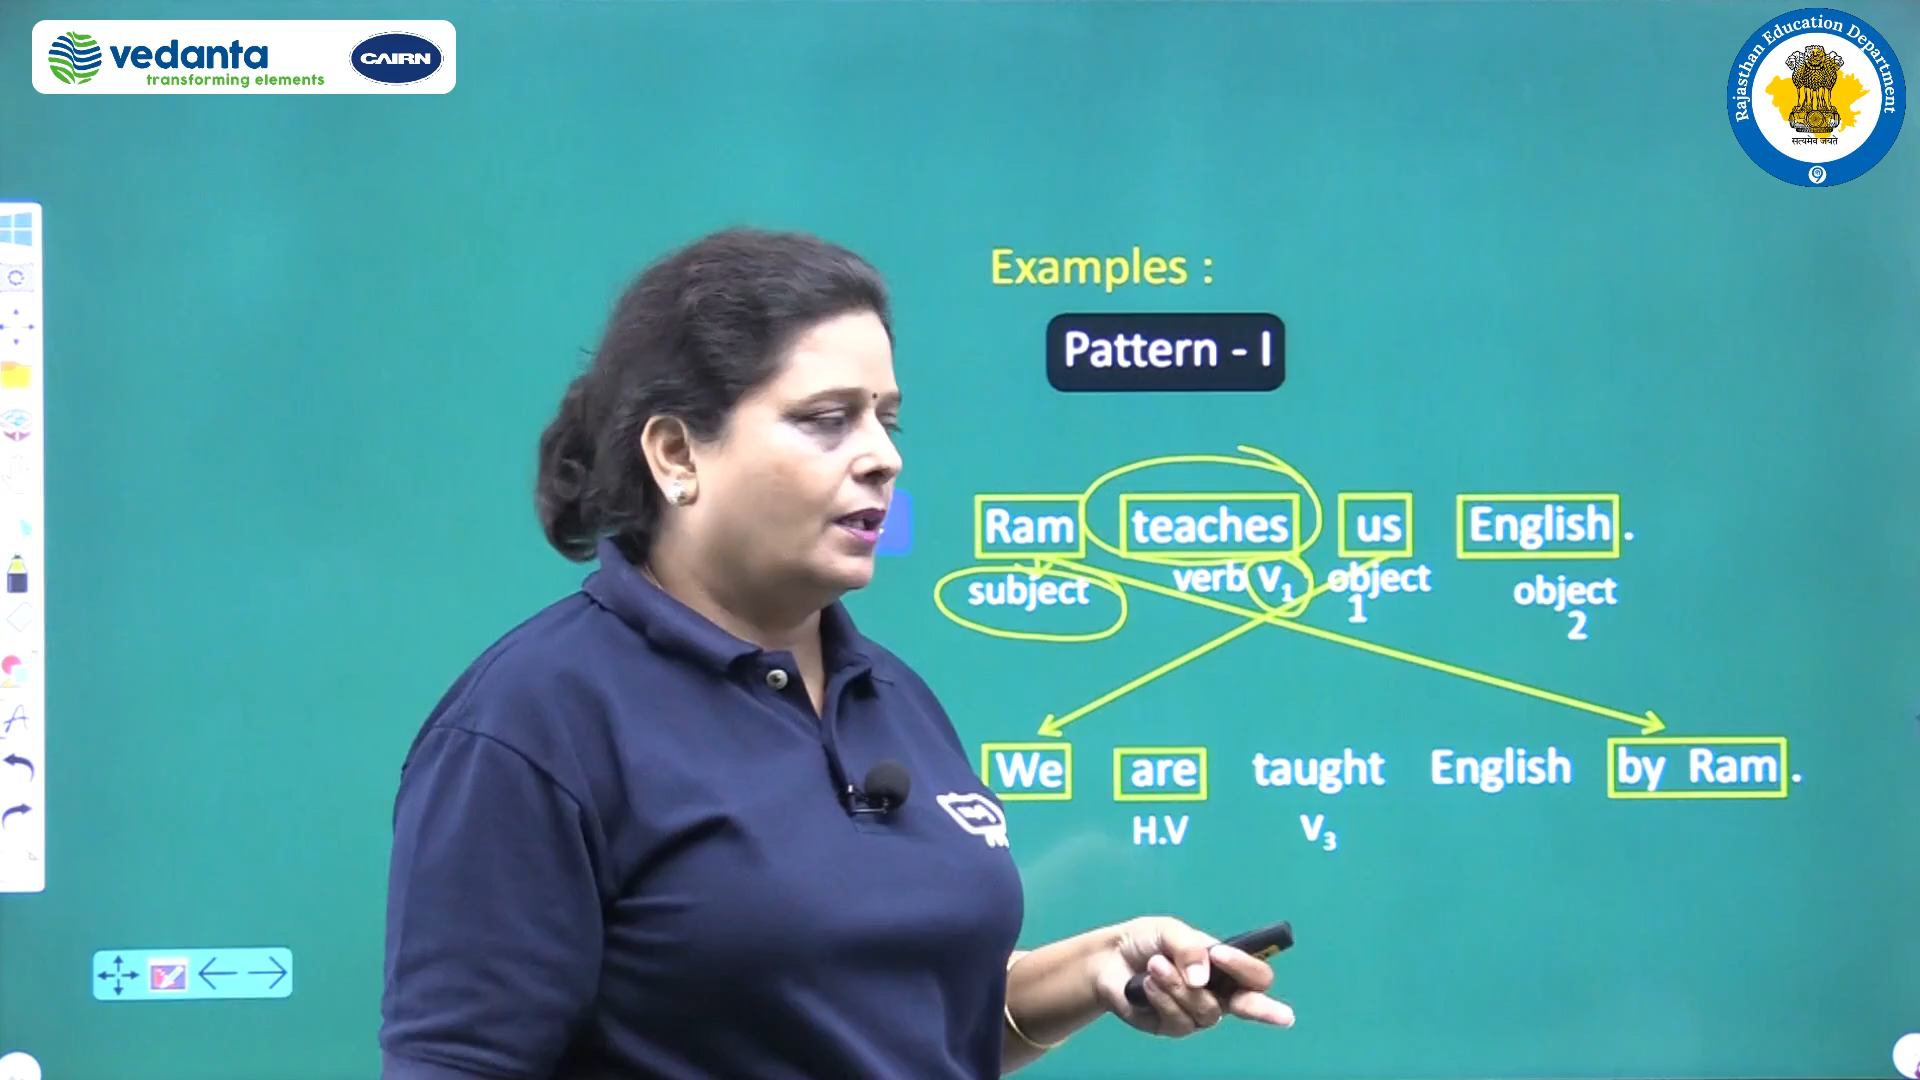 vedanta
transforming elements
CAIRN
Rajasthan Education Department
सत्यमेव जयते
Examples :
Pattern - I
Ram teaches us English .
subject verb V1 object 1 object 2
We are taught English by Ram .
H.V V3